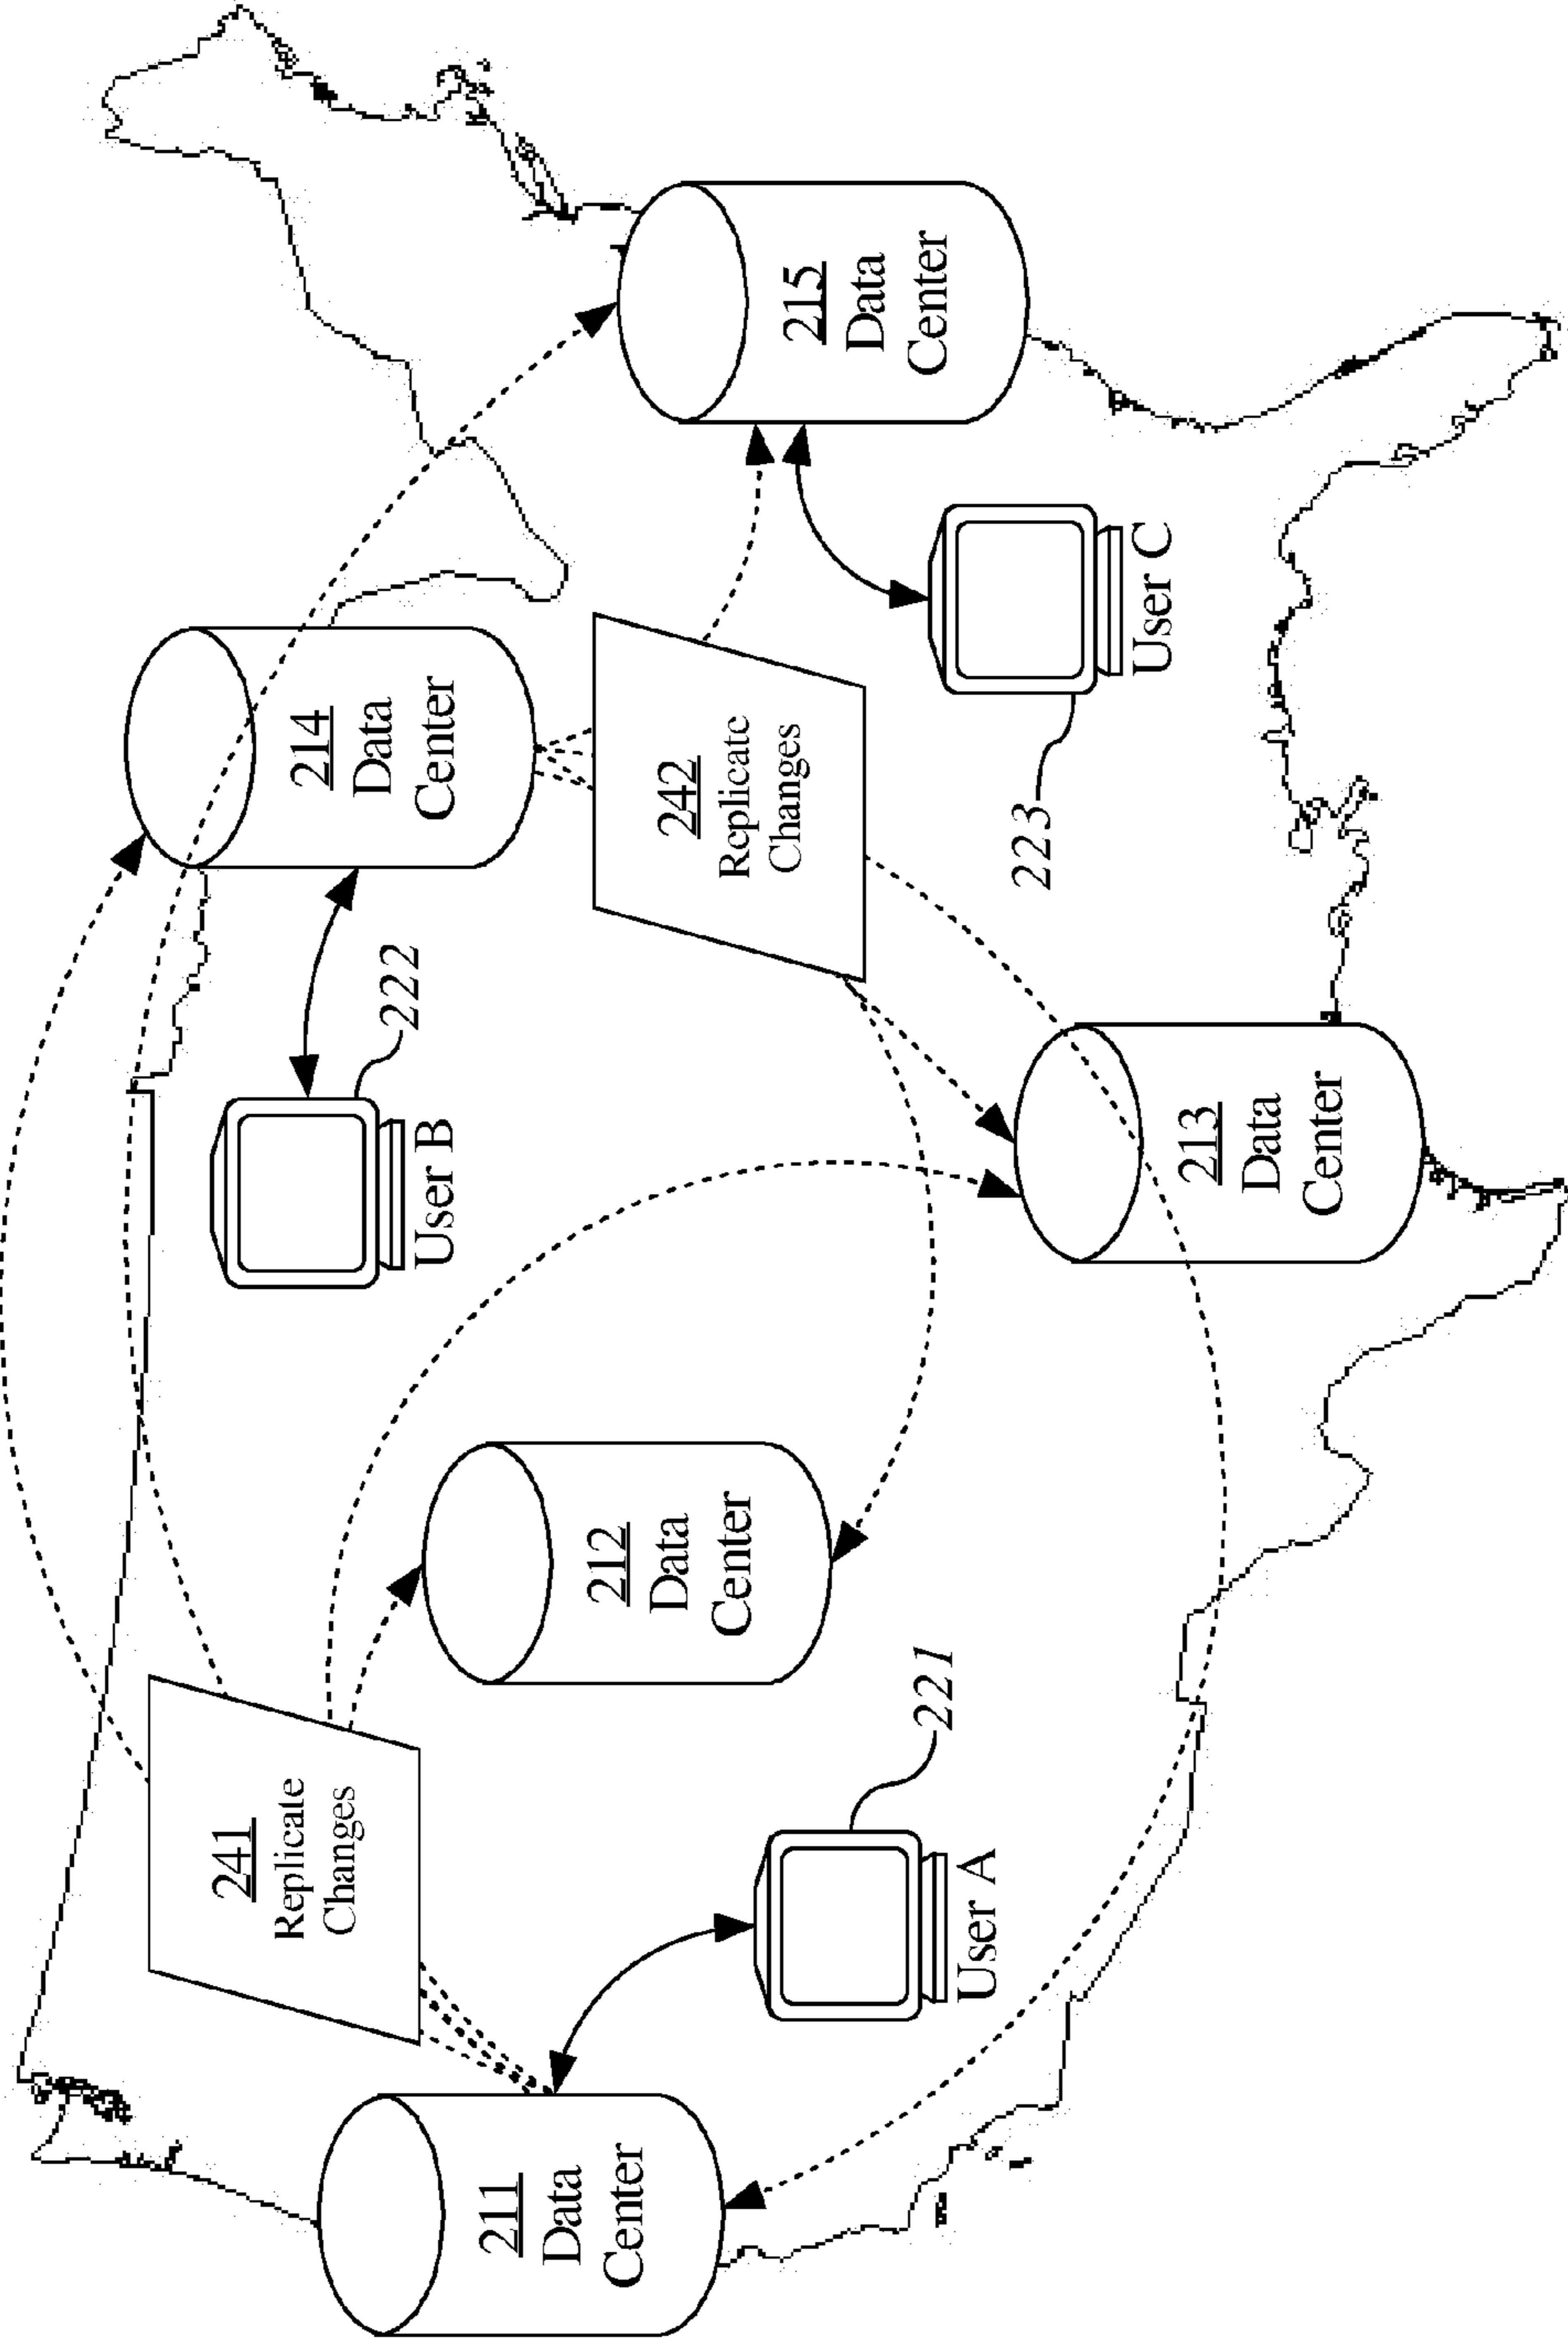 241
Replicate
Changes
211
Data
Center
User A
221
212
Data
Center
User B
222
214
Data
Center
242
Replicate
Changes
213
Data
Center
215
Data
Center
User C
223